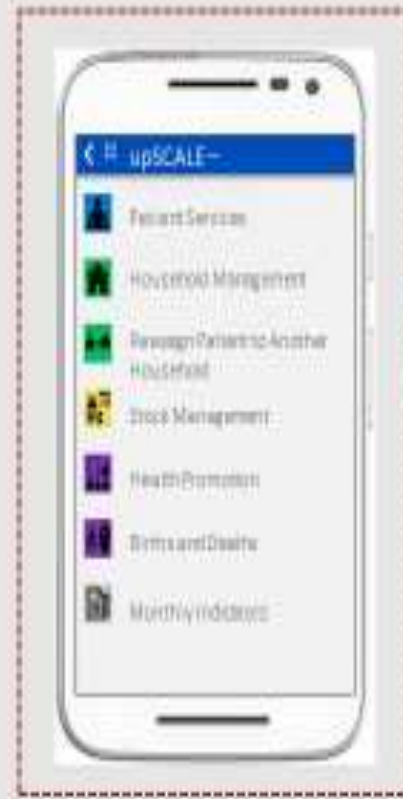 upSCALE
Patient Services
Household Management
Reassign Patient to Another
Household
Stock Management
Health Promotion
Births and Deaths
Monthly Indicators